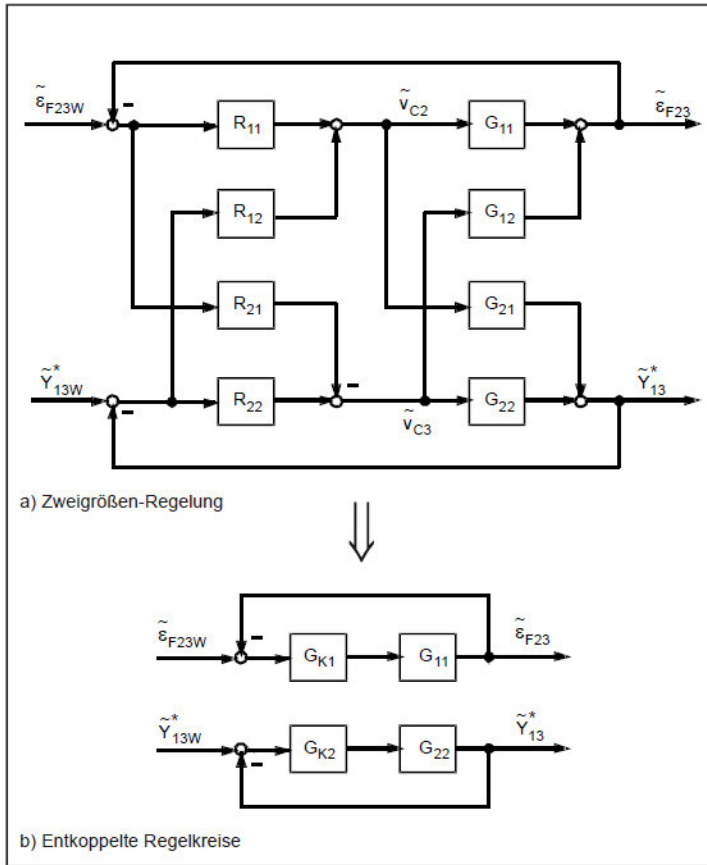 ε̃F23W
−
R11
ṽC2
G11
ε̃F23
R12
G12
R21
G21
Ỹ*13W
−
R22
−
ṽC3
G22
Ỹ*13
a) Zweigrößen-Regelung
ε̃F23W
−
GK1
G11
ε̃F23
Ỹ*13W
−
GK2
G22
Ỹ*13
b) Entkoppelte Regelkreise